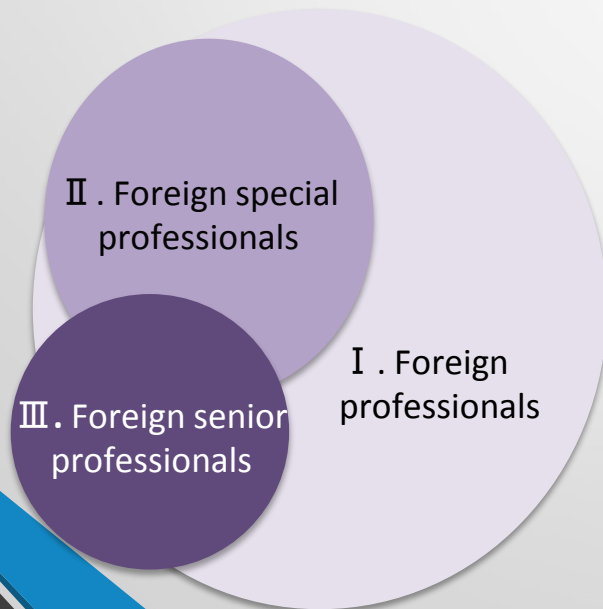 Ⅱ . Foreign special
professionals
Ⅰ . Foreign
professionals
Ⅲ. Foreign senior
professionals